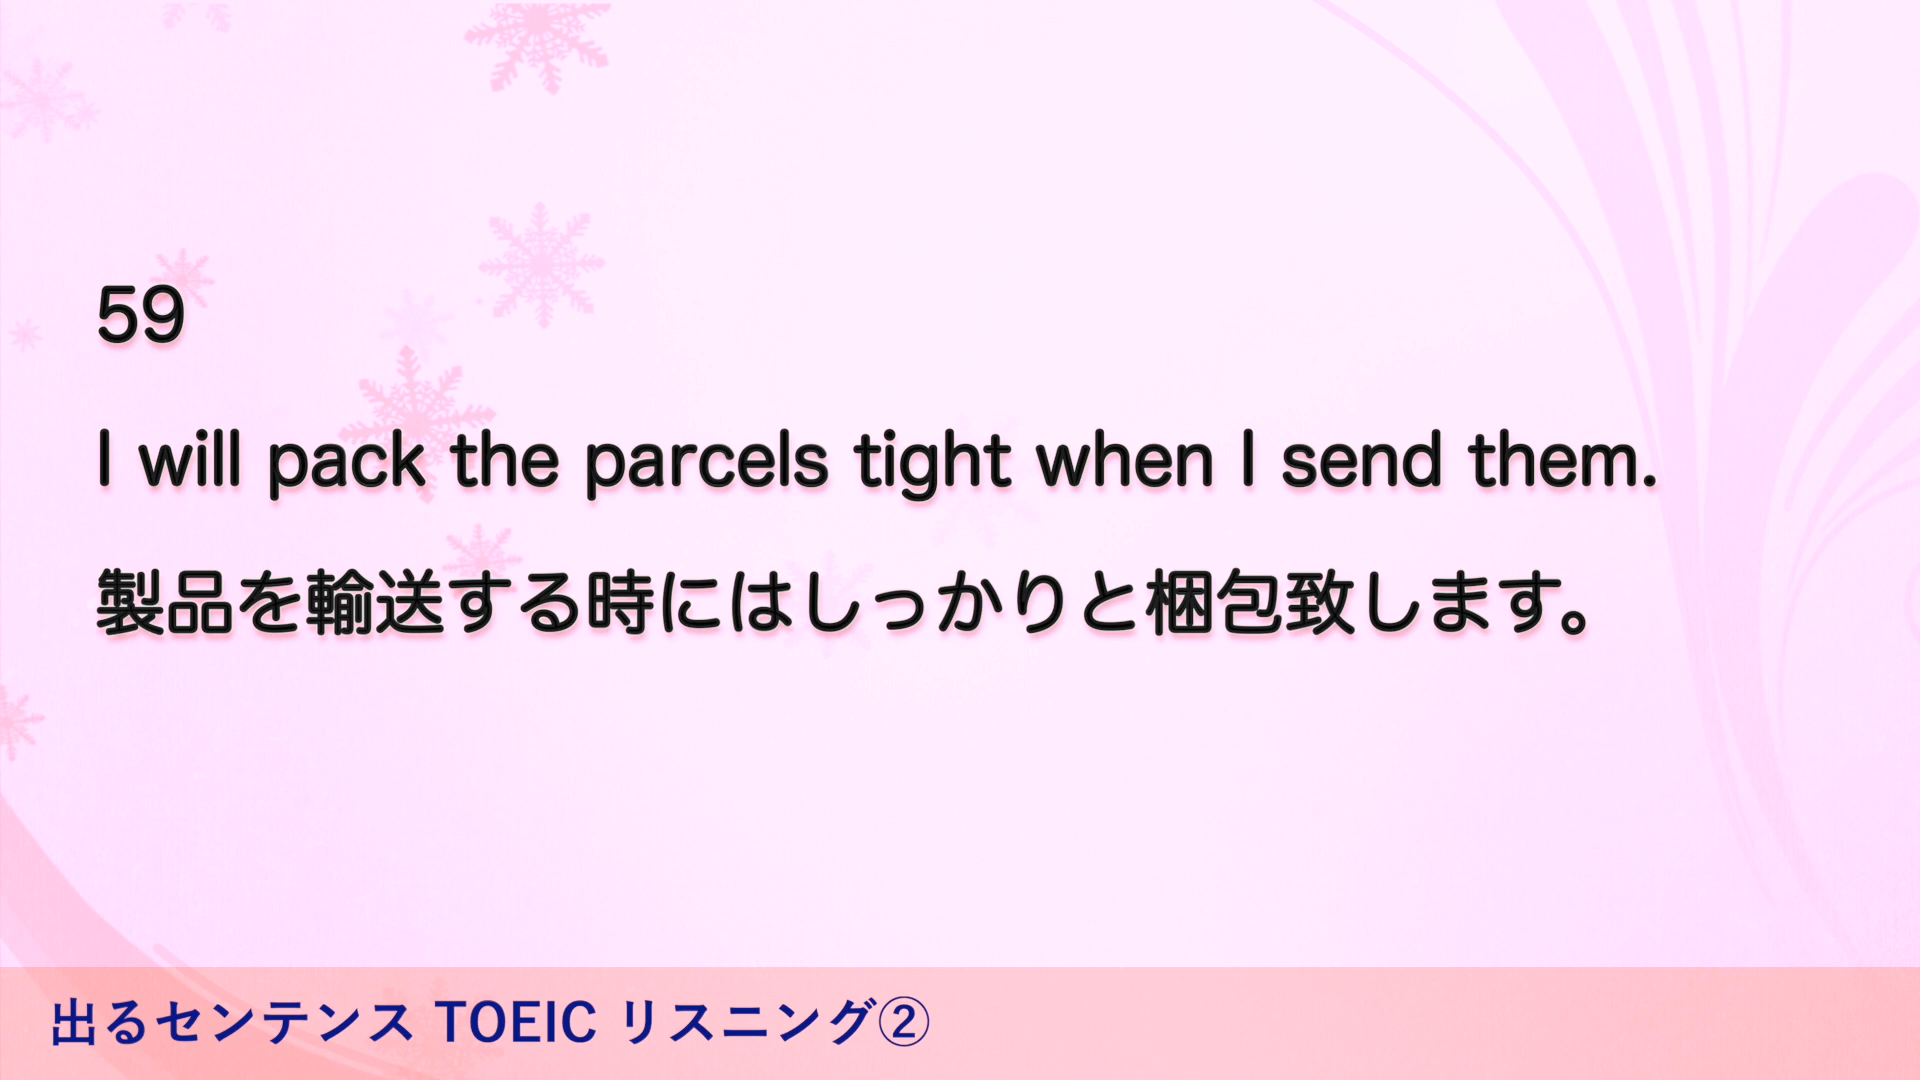 59
I will pack the parcels tight when I send them.
製品を輸送する時にはしっかりと梱包致します。
出るセンテンス TOEIC リスニング②